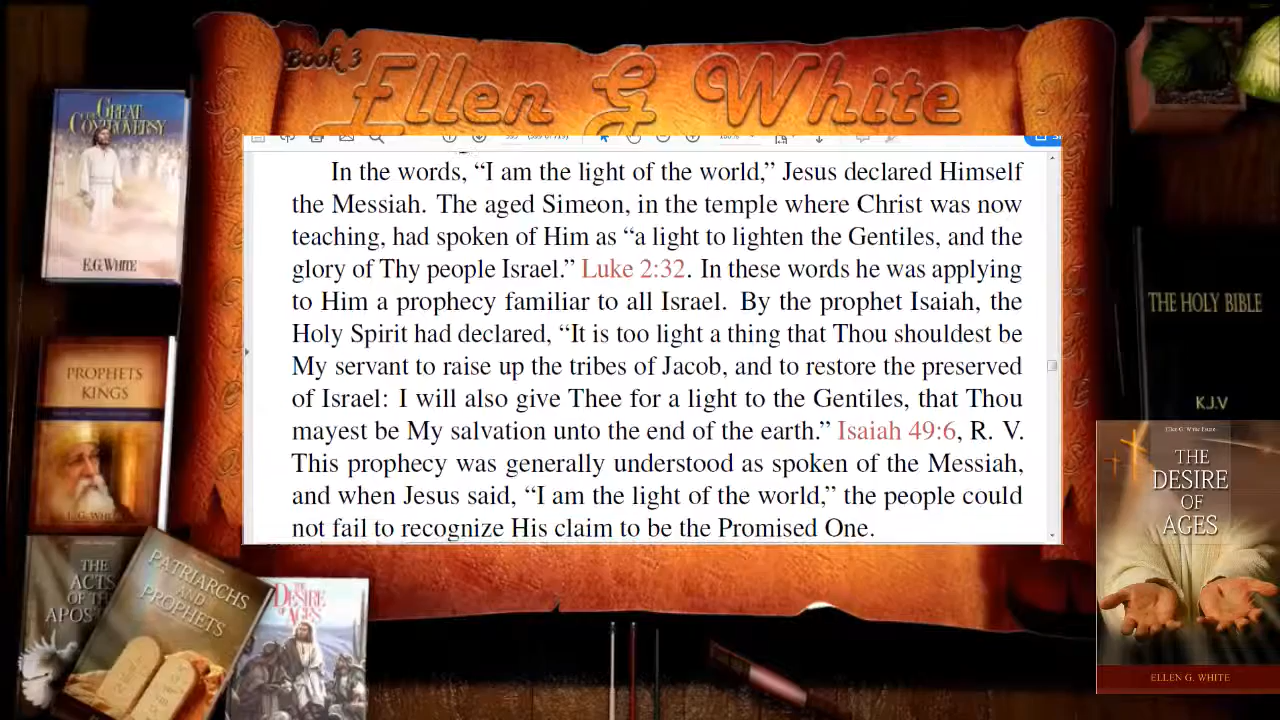 Book 3
Ellen G White
THE
GREAT
CONTROVERSY
E.G. WHITE
In the words, “I am the light of the world,” Jesus declared Himself
the Messiah. The aged Simeon, in the temple where Christ was now
teaching, had spoken of Him as “a light to lighten the Gentiles, and the
glory of Thy people Israel.” Luke 2:32. In these words he was applying
to Him a prophecy familiar to all Israel. By the prophet Isaiah, the
Holy Spirit had declared, “It is too light a thing that Thou shouldest be
My servant to raise up the tribes of Jacob, and to restore the preserved
of Israel: I will also give Thee for a light to the Gentiles, that Thou
mayest be My salvation unto the end of the earth.” Isaiah 49:6, R. V.
This prophecy was generally understood as spoken of the Messiah,
and when Jesus said, “I am the light of the world,” the people could
not fail to recognize His claim to be the Promised One.
THE HOLY BIBLE
K.J.V
PROPHETS
KINGS
E. G. WHITE
THE
ACTS
OF THE
APOST
PATRIARCHS
AND
PROPHETS
THE
DESIRE
OF AGES
THE
DESIRE
OF
AGES
ELLEN G. WHITE